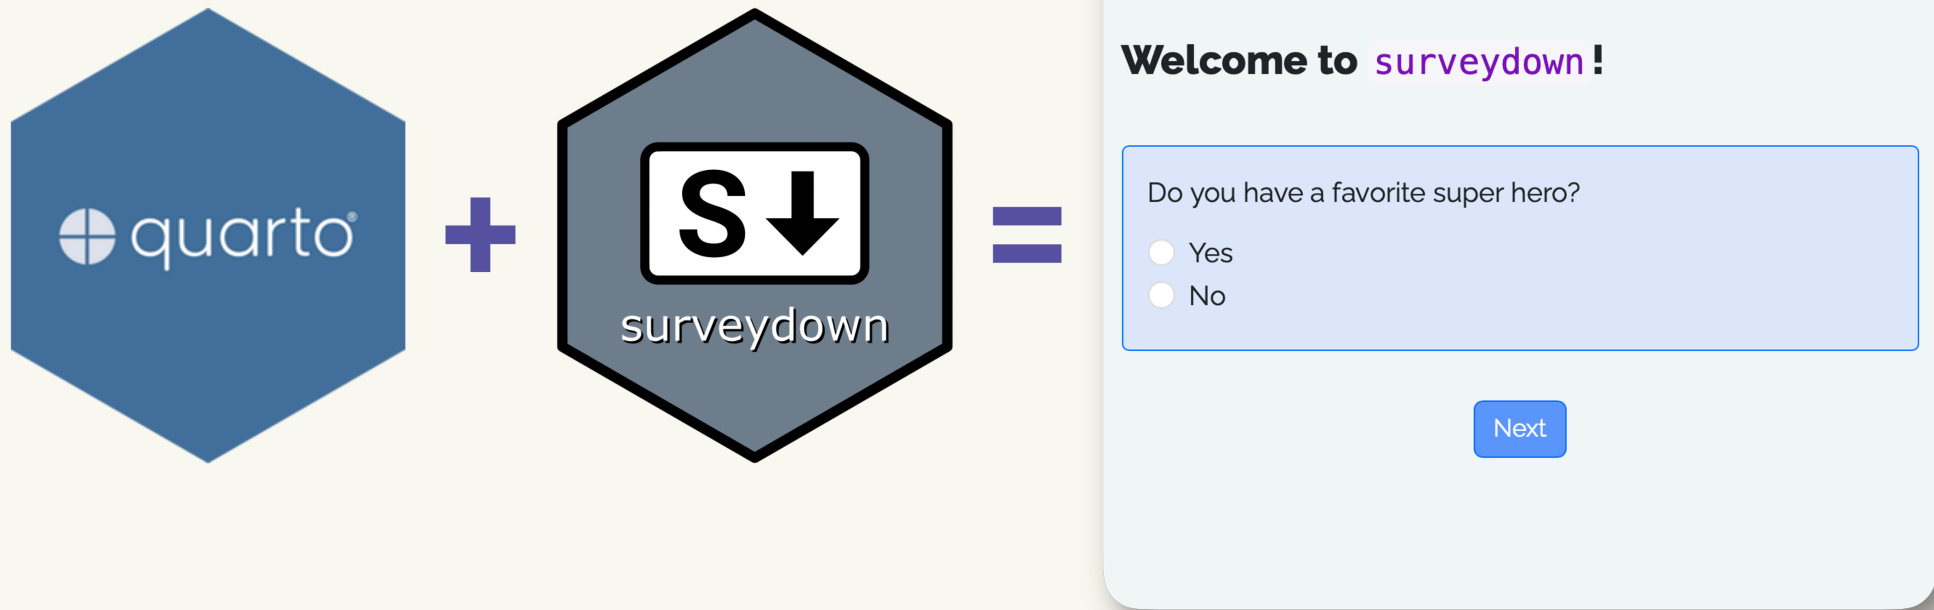 quarto®
+
S
surveydown
=
Welcome to surveydown!
Do you have a favorite super hero?
Yes
No
Next